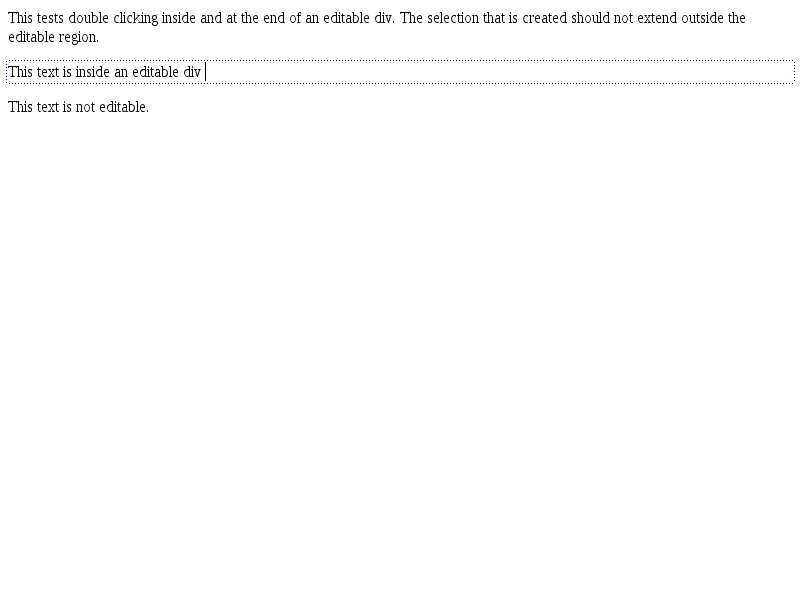 This tests double clicking inside and at the end of an editable div. The selection that is created should not extend outside the
editable region.
This text is inside an editable div
This text is not editable.